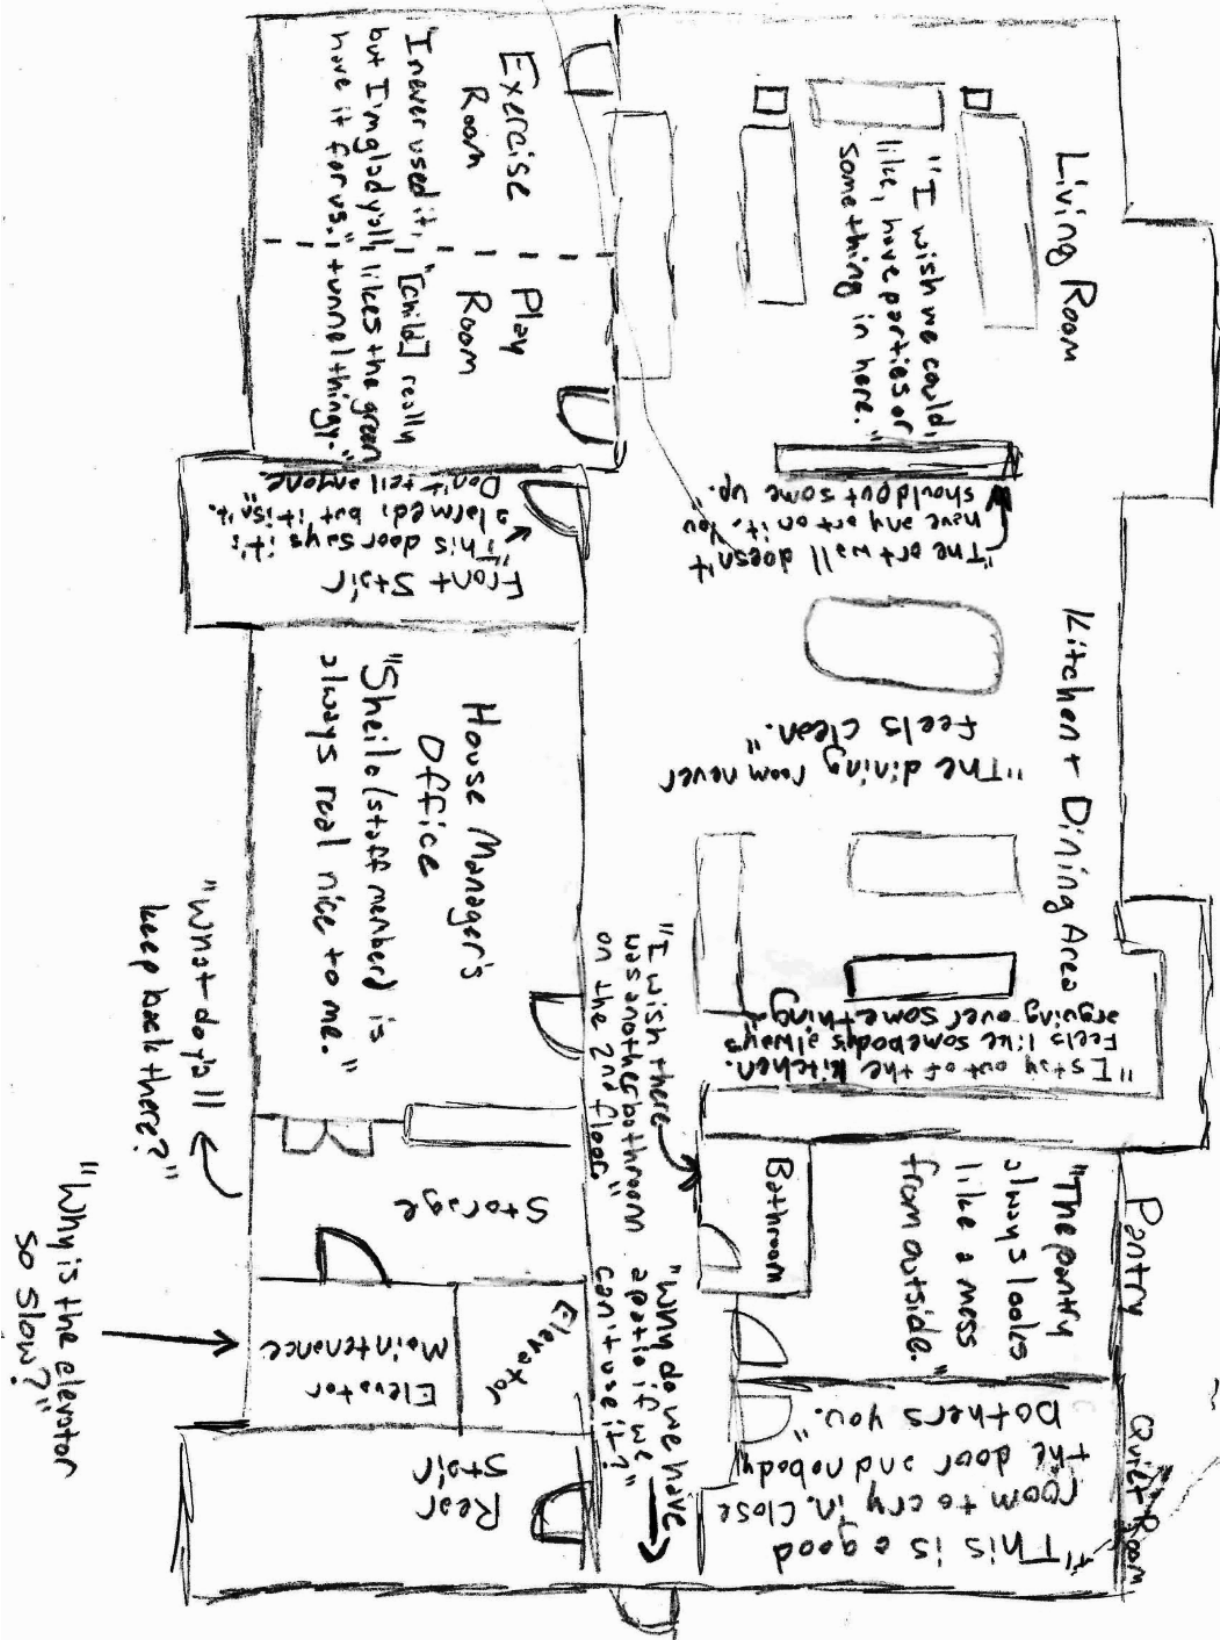 Exercise
Room
"I never used it,
but I'm glad y'all
have it for us."
Play
Room
"[Child] really
likes the green
tunnel thingy."
Living Room
"I wish we could,
like, have parties or
something in here."
Front Stair
"This door says it's
alarmed, but it isn't.
Don't tell anyone."
"The art wall doesn't
have any art on it. You
should put some up."
Kitchen + Dining Area
"The dining room never
feels clean."
"I stay out of the kitchen.
Feels like somebody's always
arguing over something."
House Manager's
Office
"Sheila (staff member) is
always real nice to me."
"What do y'all
keep back there?"
Storage
"I wish there
was another bathroom
on the 2nd floor."
Bathroom
Pantry
"The pantry
always looks
like a mess
from outside."
"Why is the elevator
so slow?"
Elevator
Maintenance
Elevator
"Why do we have
a patio if we
can't use it?"
Rear
Stair
Quiet Room
"This is a good
room to cry in. Close
the door and nobody
bothers you."